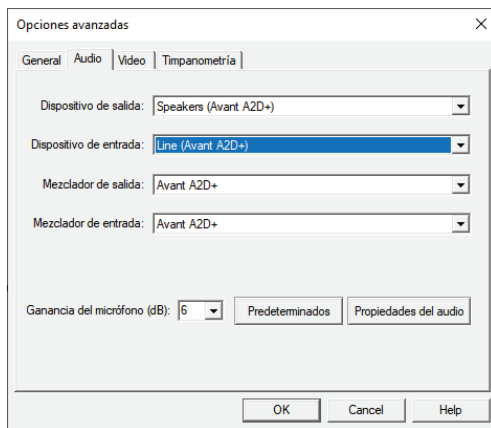 Opciones avanzadas
General Audio Video Timpanometría
Dispositivo de salida: Speakers (Avant A2D+)
Dispositivo de entrada: Line (Avant A2D+)
Mezclador de salida: Avant A2D+
Mezclador de entrada: Avant A2D+
Ganancia del micrófono (dB): 6 Predeterminados Propiedades del audio
OK Cancel Help